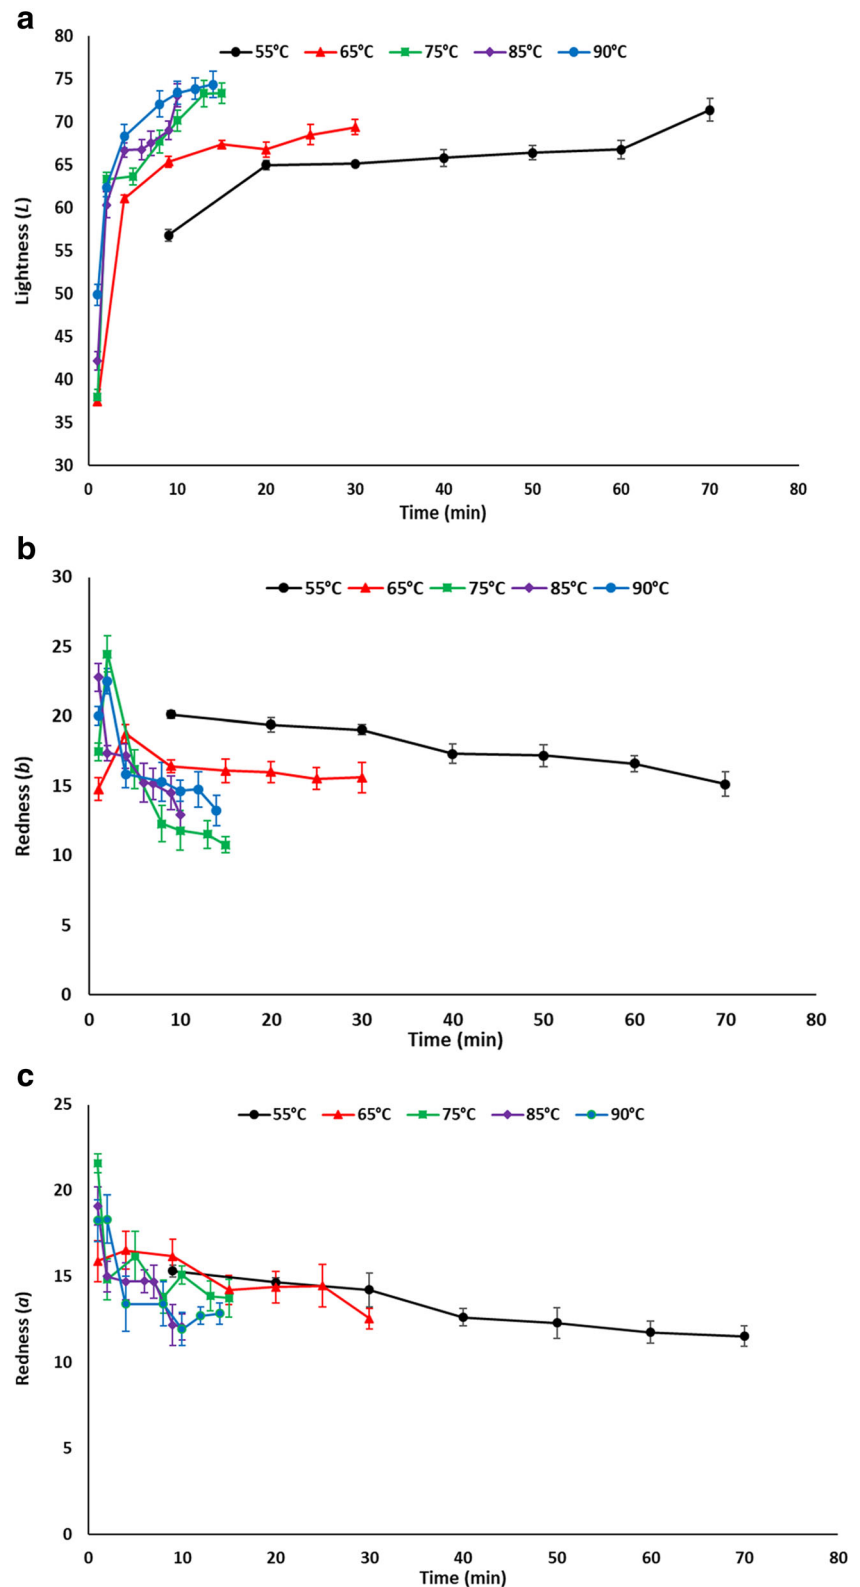 a
80
75
70
65
60
55
50
45
40
35
30
55°C 65°C 75°C 85°C 90°C
Lightness (L)
0 10 20 30 40 50 60 70 80
Time (min)
b
30
25
20
15
10
5
0
55°C 65°C 75°C 85°C 90°C
Redness (b)
0 10 20 30 40 50 60 70 80
Time (min)
c
25
20
15
10
5
0
55°C 65°C 75°C 85°C 90°C
Redness (a)
0 10 20 30 40 50 60 70 80
Time (min)